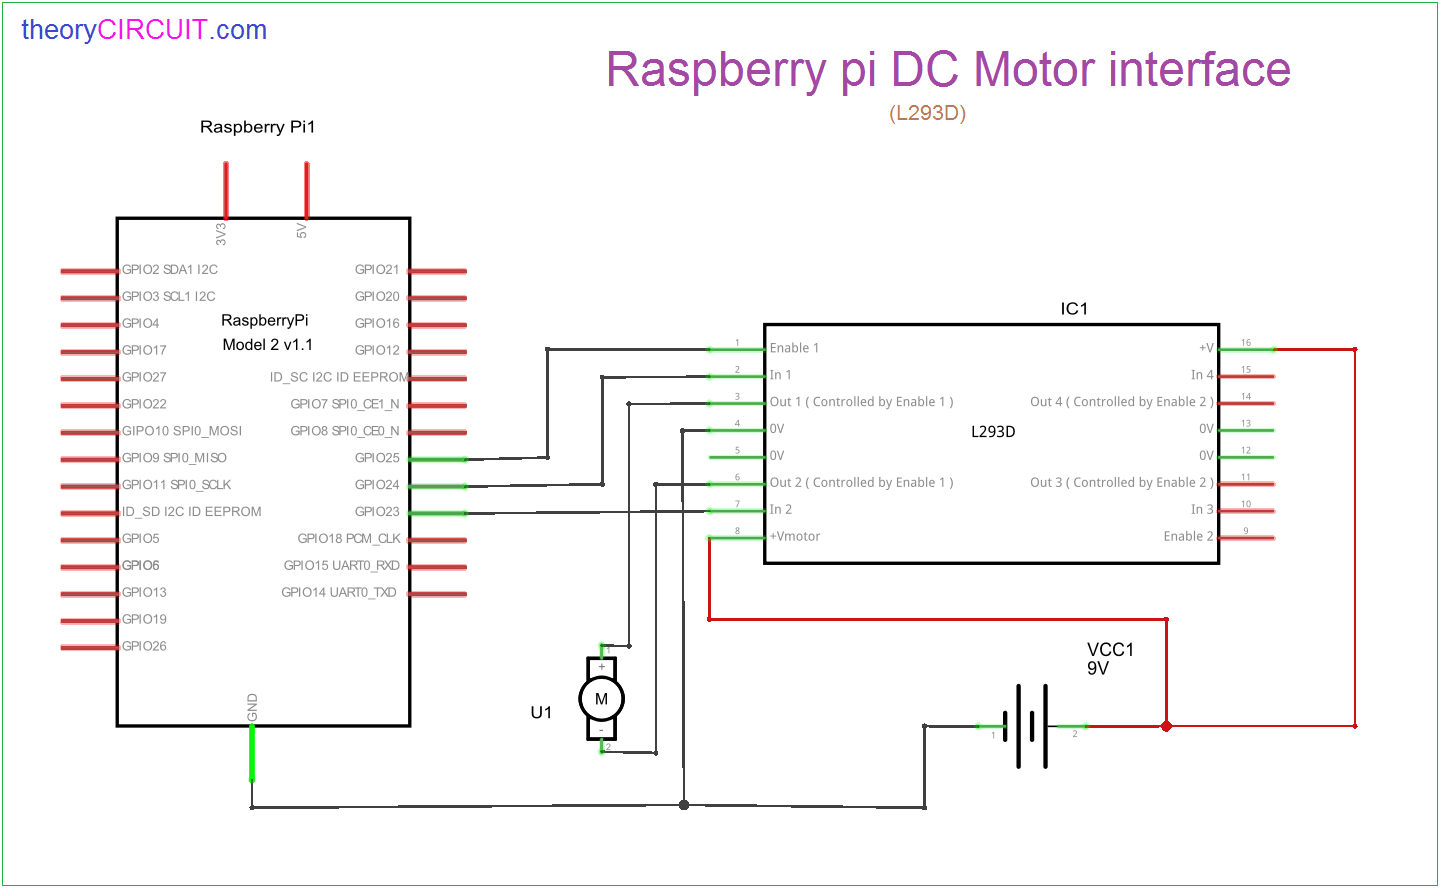 theoryCIRCUIT.com
Raspberry pi DC Motor interface
(L293D)
Raspberry Pi1
3V3
5V
GPIO2 SDA1 I2C
GPIO3 SCL1 I2C
GPIO4
GPIO17
GPIO27
GPIO22
GIPO10 SPI0_MOSI
GPIO9 SPI0_MISO
GPIO11 SPI0_SCLK
ID_SD I2C ID EEPROM
GPIO5
GPIO6
GPIO13
GPIO19
GPIO26
RaspberryPi
Model 2 v1.1
GPIO21
GPIO20
GPIO16
GPIO12
ID_SC I2C ID EEPROM
GPIO7 SPI0_CE1_N
GPIO8 SPI0_CE0_N
GPIO25
GPIO24
GPIO23
GPIO18 PCM_CLK
GPIO15 UART0_RXD
GPIO14 UART0_TXD
GND
IC1
1 Enable 1
2 In 1
3 Out 1 ( Controlled by Enable 1 )
4 0V
5 0V
6 Out 2 ( Controlled by Enable 1 )
7 In 2
8 +Vmotor
L293D
+V 16
In 4 15
Out 4 ( Controlled by Enable 2 ) 14
0V 13
0V 12
Out 3 ( Controlled by Enable 2 ) 11
In 3 10
Enable 2 9
U1
1
+
M
-
2
VCC1
9V
1
2